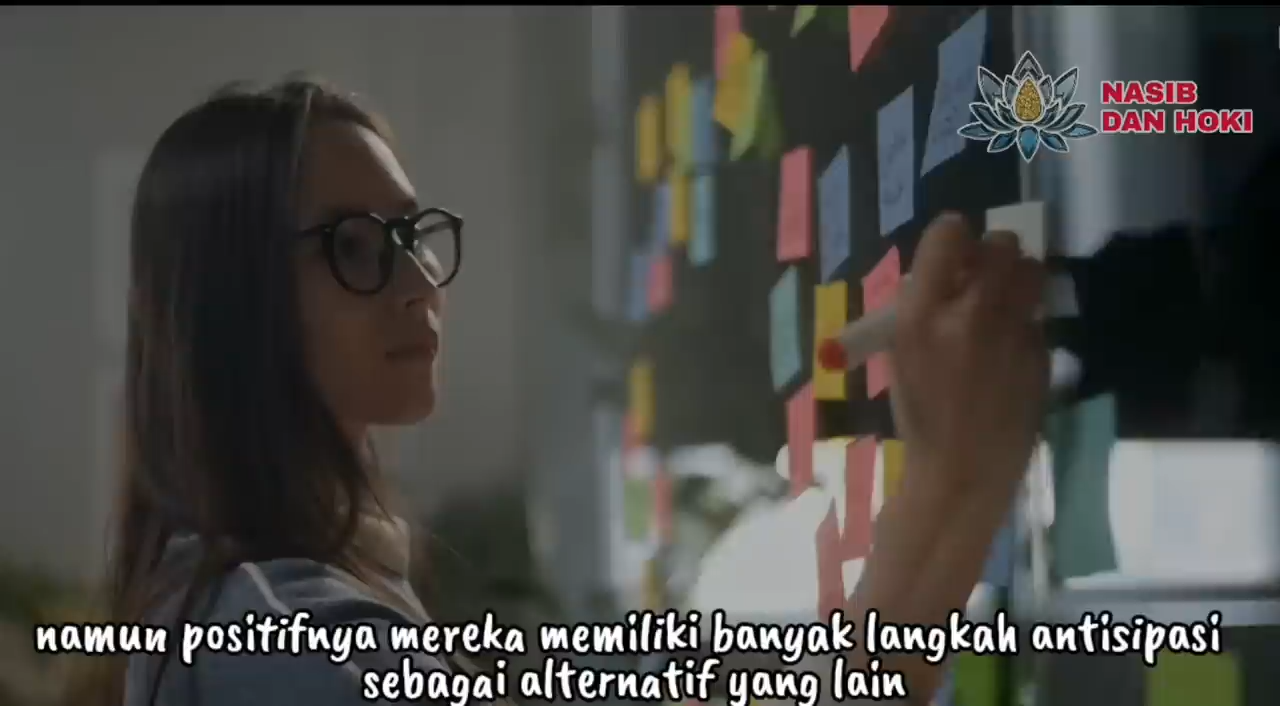 NASIB
DAN HOKI
namun positifnya mereka memiliki banyak langkah antisipasi
sebagai alternatif yang lain